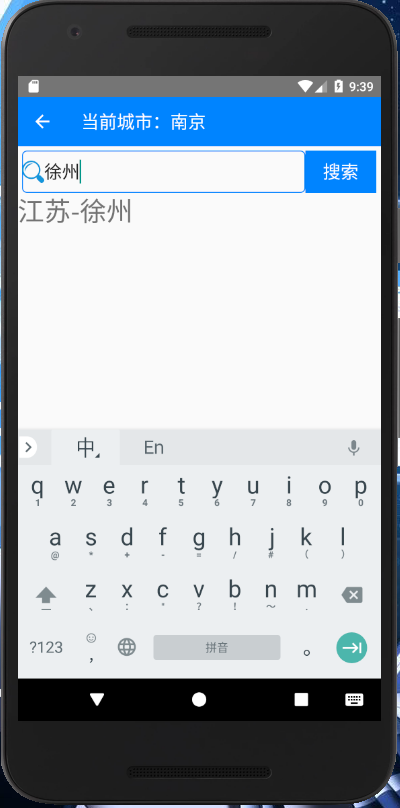 9:39
当前城市：南京
徐州
搜索
江苏-徐州
中 En
q w e r t y u i o p
1 2 3 4 5 6 7 8 9 0
a s d f g h j k l
@ * + - = / # （ ）
z x c v b n m
、 ： " ? ! ～ .
?123 , 拼音 。